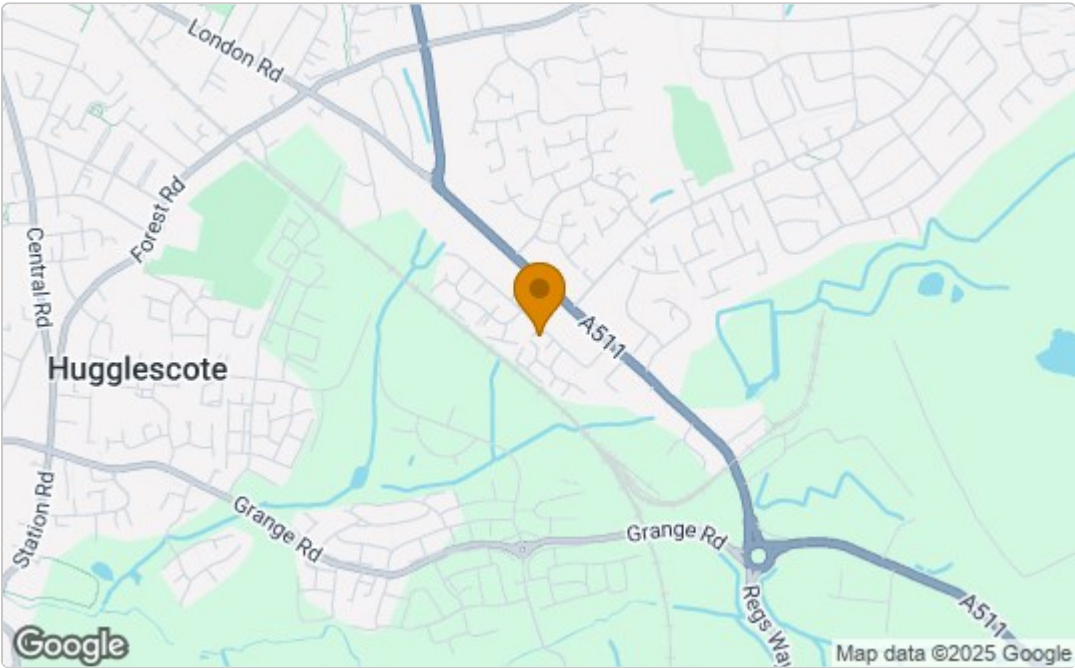 London Rd
Forest Rd
Central Rd
A511
Hugglescote
Station Rd
Grange Rd
Grange Rd
Regs Way
A511
Google
Map data ©2025 Google